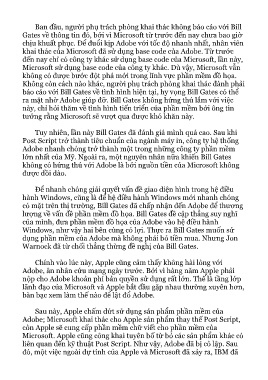 Ban đầu, người phụ trách phòng khai thác không báo cáo với Bill
Gates về thông tin đó, bởi vì Microsoft từ trước đến nay chưa bao giờ
chịu khuất phục. Để đuổi kịp Adobe với tốc độ nhanh nhất, nhân viên
khai thác của Microsoft đã sử dụng base code của Adobe. Từ trước
đến nay chỉ có công ty khác sử dụng base code của Microsoft, lần này,
Microsoft sử dụng base code của công ty khác. Dù vậy, Microsoft vẫn
không có được bước đột phá mới trong lĩnh vực phần mềm đồ họa.
Không còn cách nào khác, người phụ trách phòng khai thác đành phải
báo cáo với Bill Gates về tình hình hiện tại, hy vọng Bill Gates có thể
ra mặt nhờ Adobe giúp đỡ. Bill Gates không hứng thú lắm với việc
này, chỉ hỏi thăm về tình hình tiến triển của phần mềm bởi ông tin
tưởng rằng Microsoft sẽ vượt qua được khó khăn này.
Tuy nhiên, lần này Bill Gates đã đánh giá mình quá cao. Sau khi
Post Script trở thành tiêu chuẩn của ngành máy in, công ty hệ thống
Adobe nhanh chóng trở thành một trong những công ty phần mềm
lớn nhất của Mỹ. Ngoài ra, một nguyên nhân nữa khiến Bill Gates
không có hứng thú với Adobe là bởi nguồn tiền của Microsoft không
được dồi dào.
Để nhanh chóng giải quyết vấn đề giao diện hình trong hệ điều
hành Windows, cũng là để hệ điều hành Windows mới nhanh chóng
có mặt trên thị trường, Bill Gates đã chấp nhận đến Adobe để thương
lượng về vấn đề phần mềm đồ họa. Bill Gates đề cập thẳng suy nghĩ
của mình, đưa phần mềm đồ họa của Adobe vào hệ điều hành
Windows, như vậy hai bên cùng có lợi. Thực ra Bill Gates muốn sử
dụng phần mềm của Adobe mà không phải bỏ tiền mua. Nhưng Jon
Warnock đã từ chối thẳng thừng đề nghị của Bill Gates.
Chính vào lúc này, Apple cũng cảm thấy không hài lòng với
Adobe, ân nhân cứu mạng ngày trước. Bởi vì hàng năm Apple phải
nộp cho Adobe khoản phí bản quyền sử dụng rất lớn. Thế là tầng lớp
lãnh đạo của Microsoft và Apple bắt đầu gặp nhau thường xuyên hơn,
bàn bạc xem làm thế nào để lật đổ Adobe.
Sau này, Apple chấm dứt sử dụng sản phẩm phần mềm của
Adobe; Microsoft khai thác cho Apple sản phẩm thay thế Post Script,
còn Apple sẽ cung cấp phần mềm chữ viết cho phần mềm của
Microsoft. Apple cũng công khai tuyên bố từ bỏ các sản phẩm khác có
liên quan đến kỹ thuật Post Script. Như vậy, Adobe đã bị cô lập. Sau
đó, một việc ngoài dự tính của Apple và Microsoft đã xảy ra, IBM đã